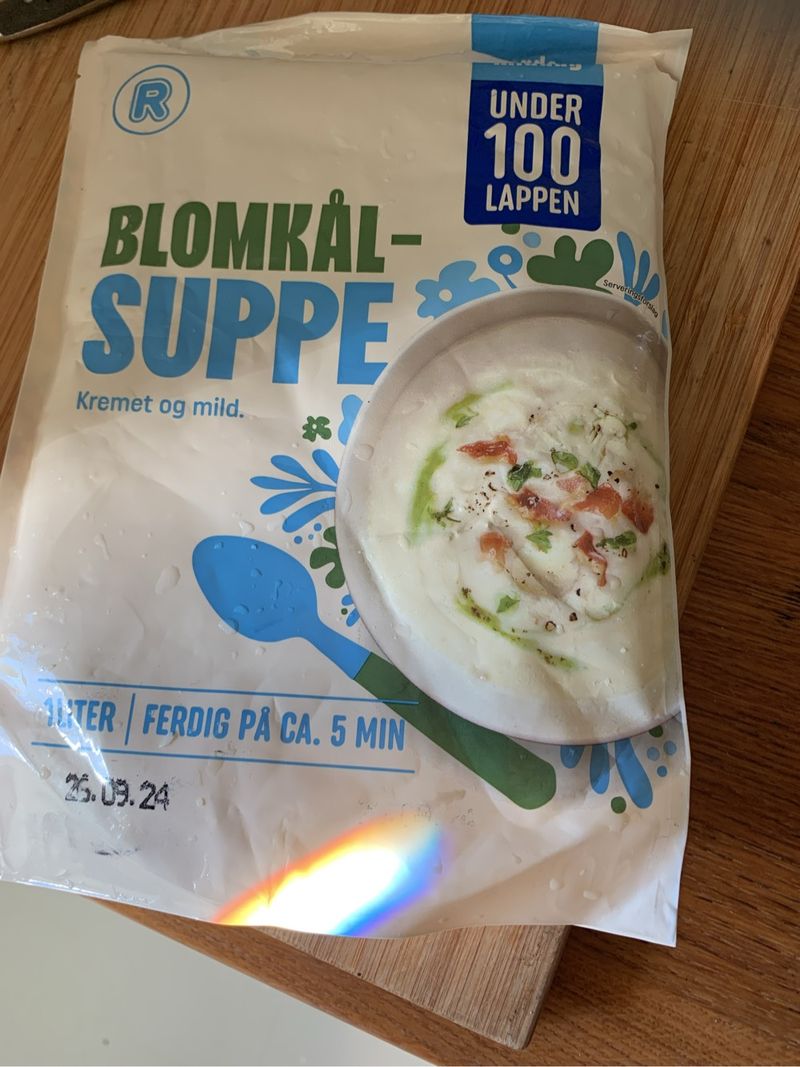 R
UNDER
100
LAPPEN
BLOMKÅL-
SUPPE
Kremet og mild.
Serveringsforslag
1 LITER | FERDIG PÅ CA. 5 MIN
26.09.24